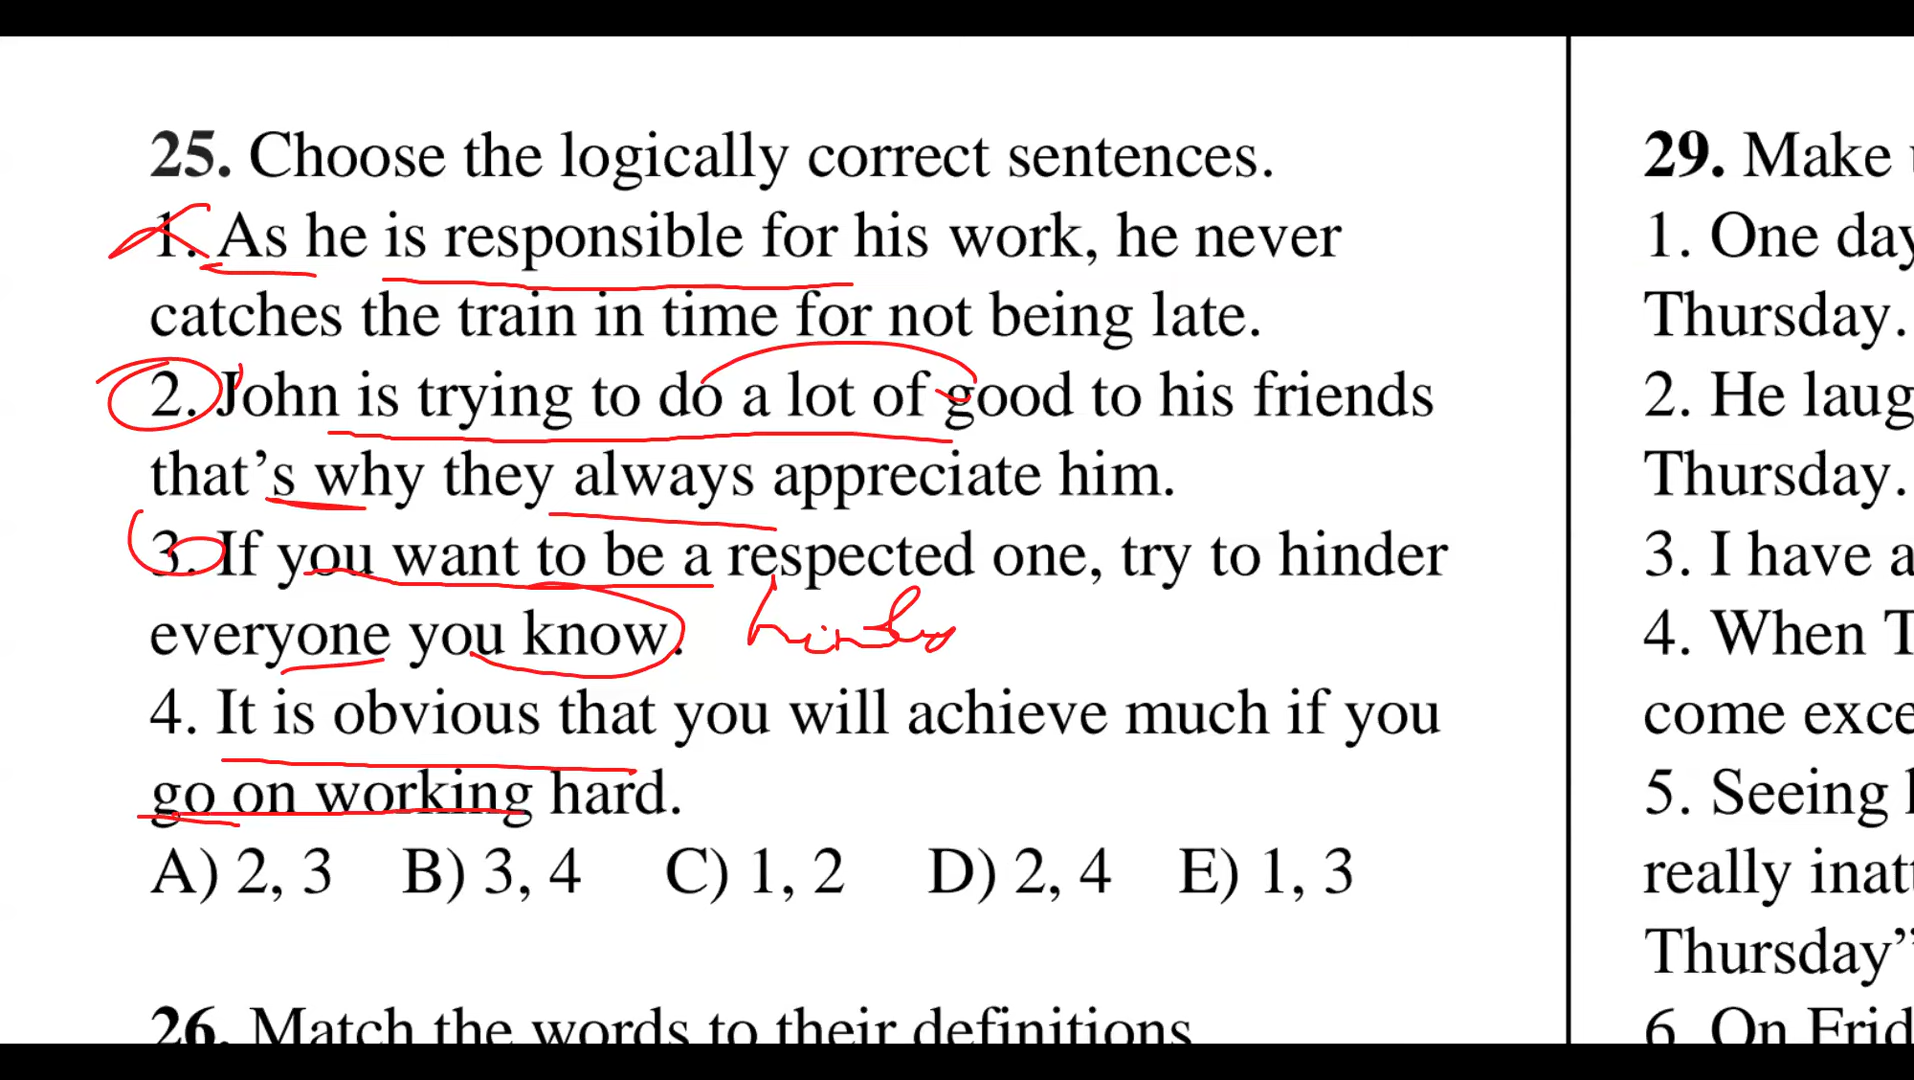 25. Choose the logically correct sentences.
1. As he is responsible for his work, he never
catches the train in time for not being late.
2. John is trying to do a lot of good to his friends
that’s why they always appreciate him.
3. If you want to be a respected one, try to hinder
everyone you know.
hinder
4. It is obvious that you will achieve much if you
go on working hard.
A) 2, 3 B) 3, 4 C) 1, 2 D) 2, 4 E) 1, 3
26. Match the words to their definitions
29. Make
1. One day
Thursday.
2. He laug
Thursday.
3. I have a
4. When T
come exce
5. Seeing
really inatt
Thursday”
6. On Frid